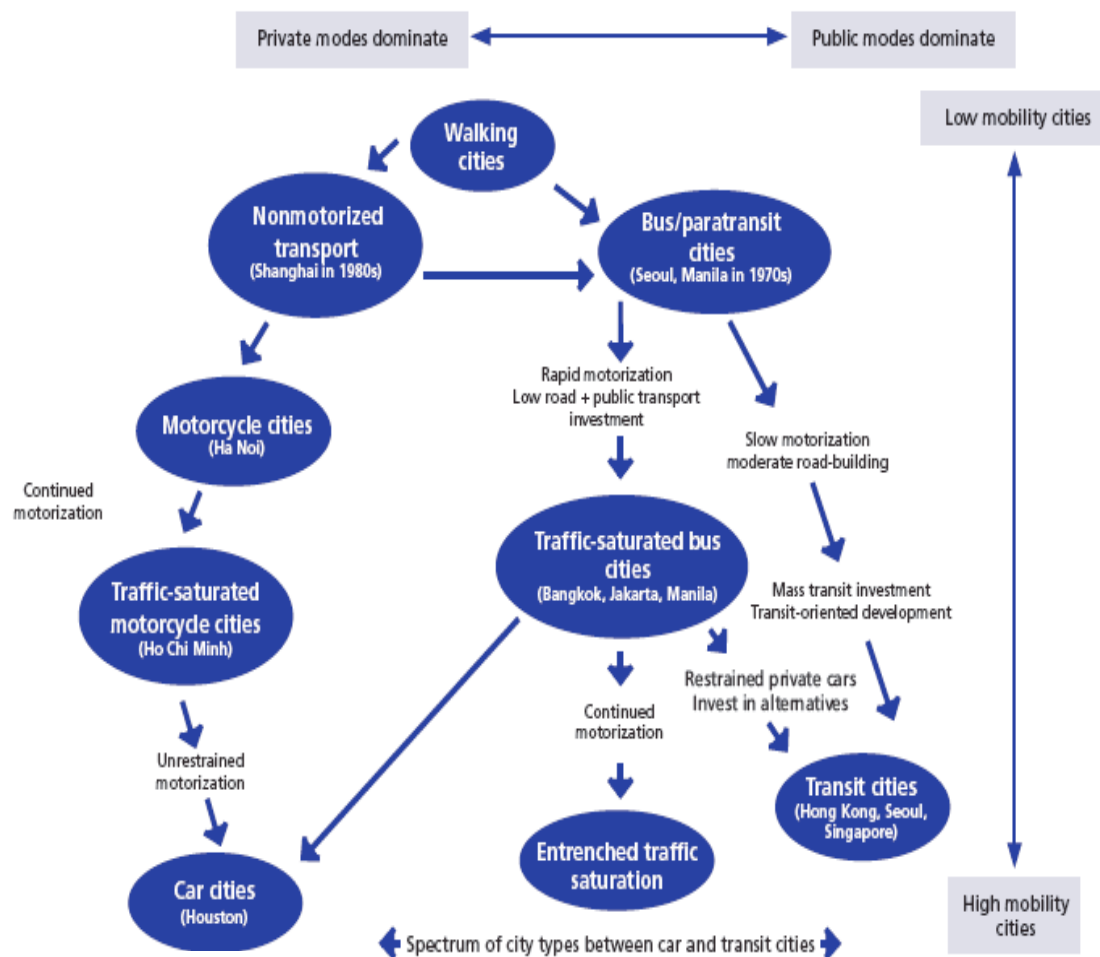 Private modes dominate
Public modes dominate
Low mobility cities
Walking
cities
Nonmotorized
transport
(Shanghai in 1980s)
Bus/paratransit
cities
(Seoul, Manila in 1970s)
Rapid motorization
Low road + public transport
investment
Motorcycle cities
(Ha Noi)
Slow motorization
moderate road-building
Continued
motorization
Traffic-saturated bus
cities
(Bangkok, Jakarta, Manila)
Traffic-saturated
motorcycle cities
(Ho Chi Minh)
Mass transit investment
Transit-oriented development
Restrained private cars
Invest in alternatives
Continued
motorization
Unrestrained
motorization
Transit cities
(Hong Kong, Seoul,
Singapore)
Entrenched traffic
saturation
Car cities
(Houston)
High mobility
cities
Spectrum of city types between car and transit cities